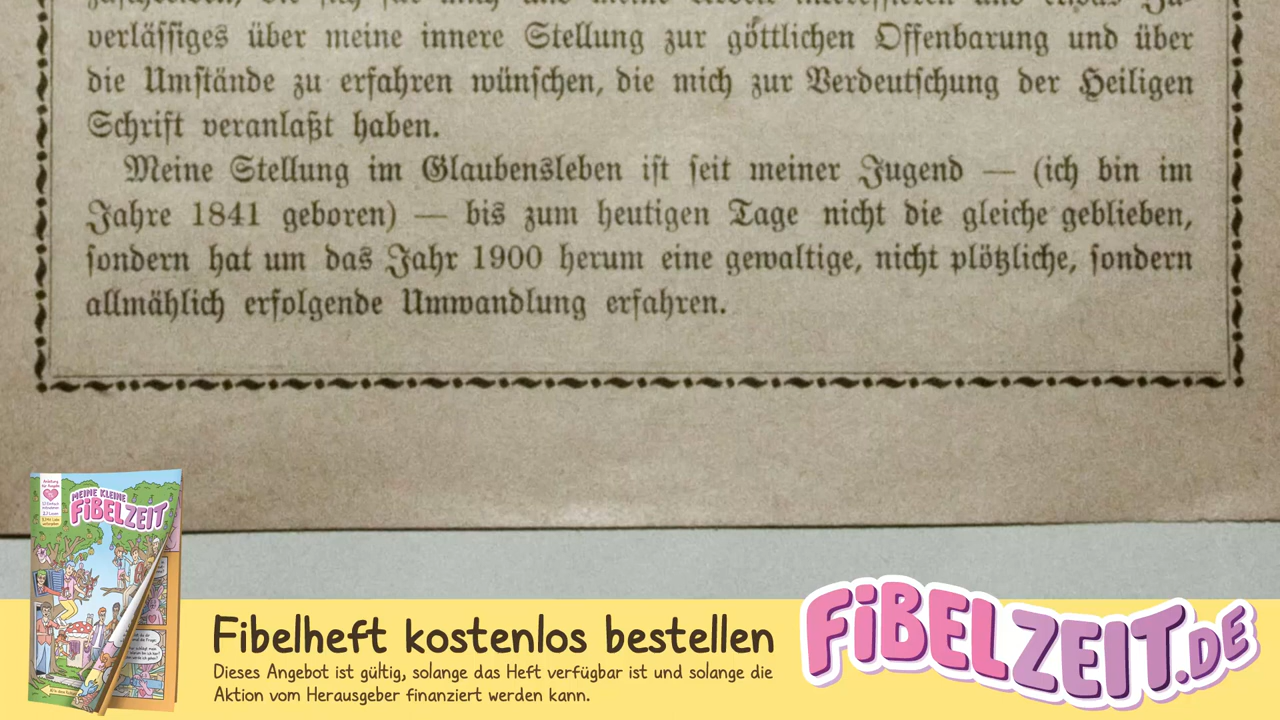 verläſſiges über meine innere Stellung zur göttlichen Offenbarung und über
die Umſtände zu erfahren wünſchen, die mich zur Verdeutſchung der Heiligen
Schrift veranlaßt haben.
Meine Stellung im Glaubensleben iſt ſeit meiner Jugend — (ich bin im
Jahre 1841 geboren) — bis zum heutigen Tage nicht die gleiche geblieben,
ſondern hat um das Jahr 1900 herum eine gewaltige, nicht plötzliche, ſondern
allmählich erfolgende Umwandlung erfahren.
MEINE KLEINE
FiBELZEIT
Fibelheft kostenlos bestellen
Dieses Angebot ist gültig, solange das Heft verfügbar ist und solange die
Aktion vom Herausgeber finanziert werden kann.
FiBELZEIT.DE